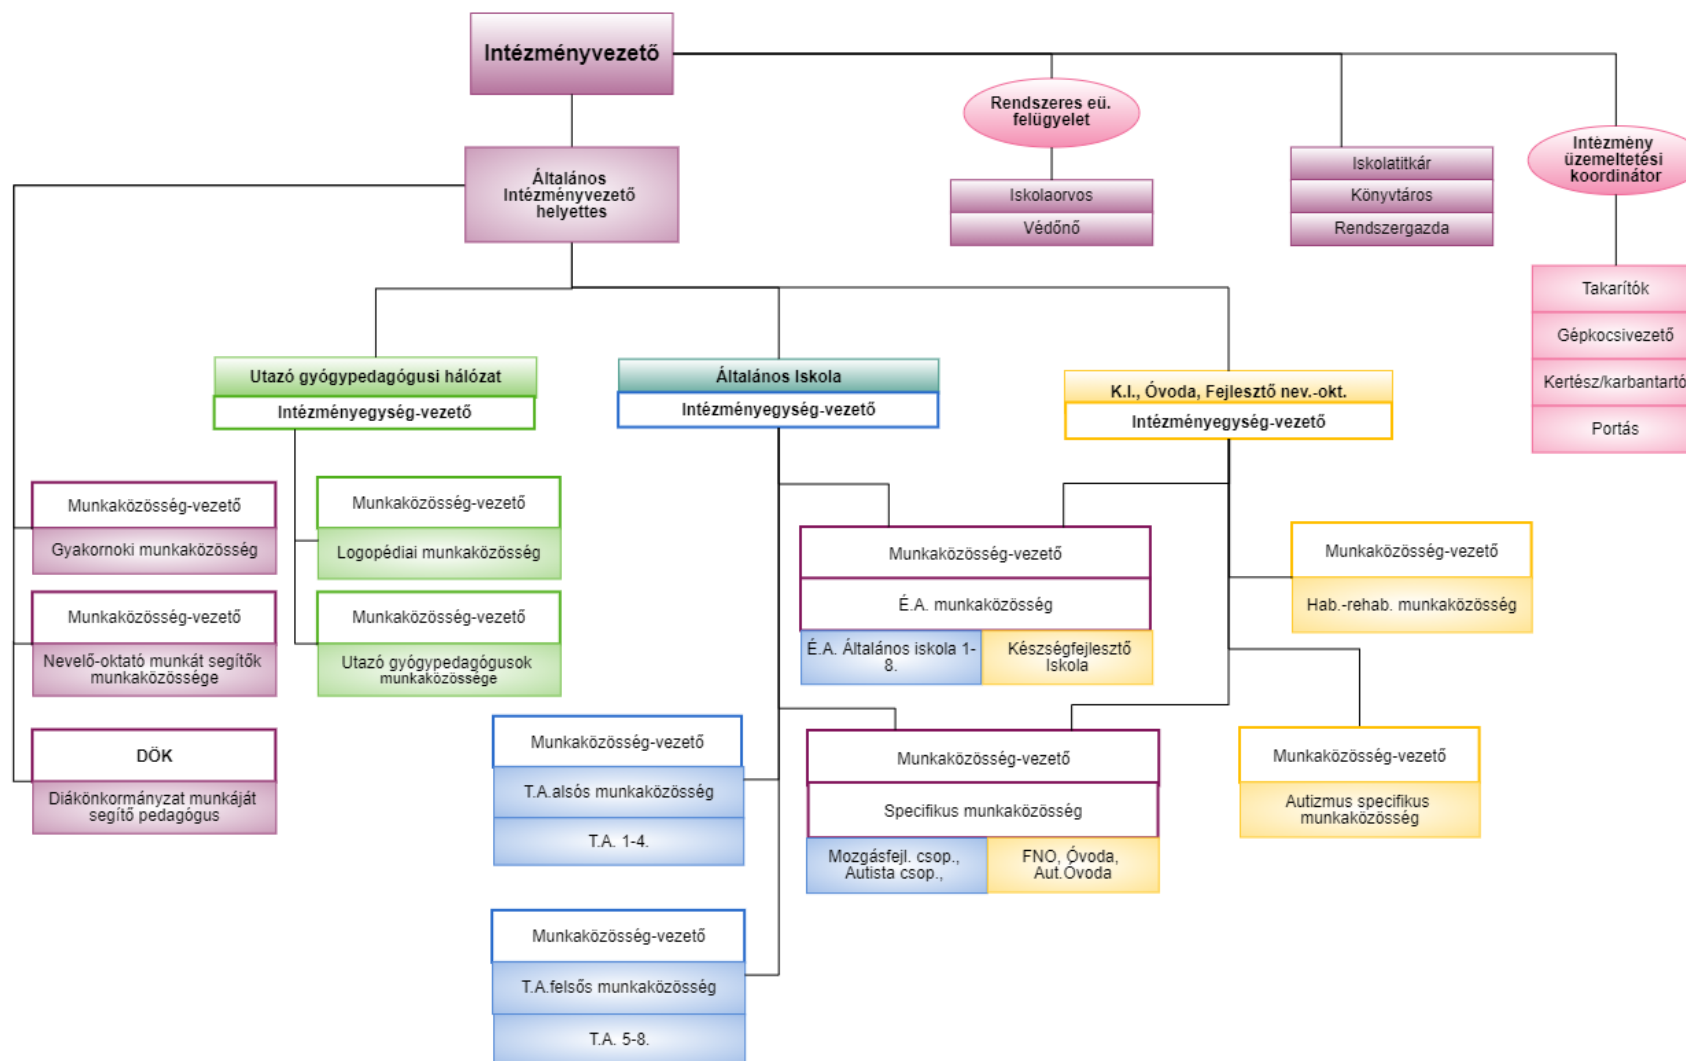 Intézményvezető
Rendszeres eü.
felügyelet
Intézmény
üzemeltetési
koordinátor
Általános
Intézményvezető
helyettes
Iskolaorvos
Védőnő
Iskolatitkár
Könyvtáros
Rendszergazda
Takarítók
Gépkocsivezető
Kertész/karbantartó
Portás
Utazó gyógypedagógusi hálózat
Intézményegység-vezető
Általános Iskola
Intézményegység-vezető
K.I., Óvoda, Fejlesztő nev.-okt.
Intézményegység-vezető
Munkaközösség-vezető
Gyakornoki munkaközösség
Munkaközösség-vezető
Nevelő-oktató munkát segítők
munkaközössége
DÖK
Diákönkormányzat munkáját
segítő pedagógus
Munkaközösség-vezető
Logopédiai munkaközösség
Munkaközösség-vezető
Utazó gyógypedagógusok
munkaközössége
Munkaközösség-vezető
T.A.alsós munkaközösség
T.A. 1-4.
Munkaközösség-vezető
T.A.felsős munkaközösség
T.A. 5-8.
Munkaközösség-vezető
É.A. munkaközösség
É.A. Általános iskola 1-
8.
Készségfejlesztő
Iskola
Munkaközösség-vezető
Specifikus munkaközösség
Mozgásfejl. csop.,
Autista csop.,
FNO, Óvoda,
Aut.Óvoda
Munkaközösség-vezető
Hab.-rehab. munkaközösség
Munkaközösség-vezető
Autizmus specifikus
munkaközösség